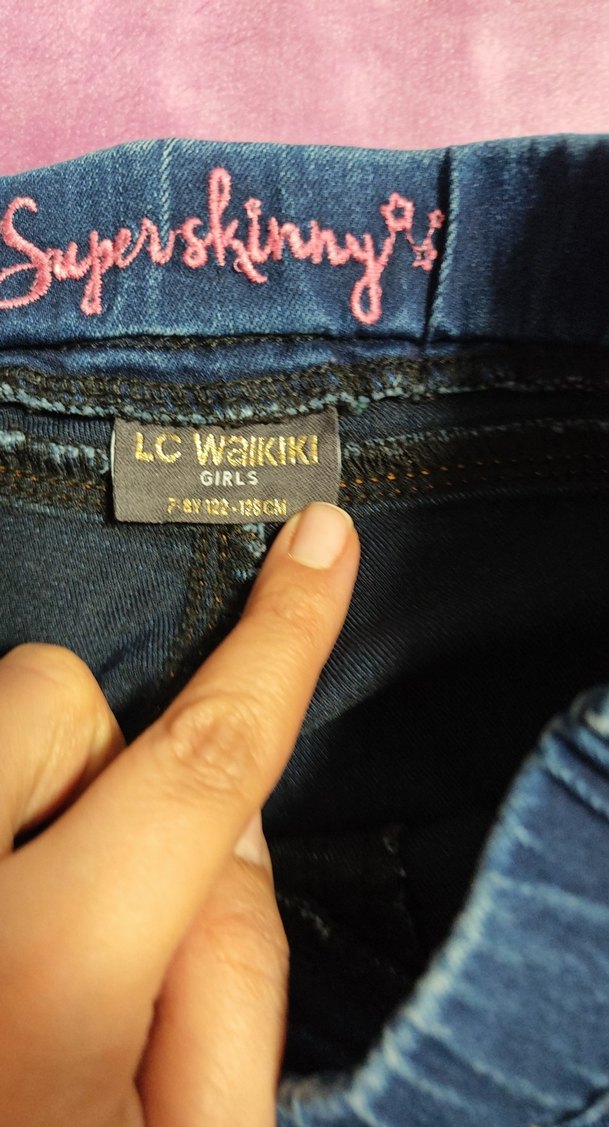 Superskinny
LC Waikiki
GIRLS
7-8Y 122-128 CM